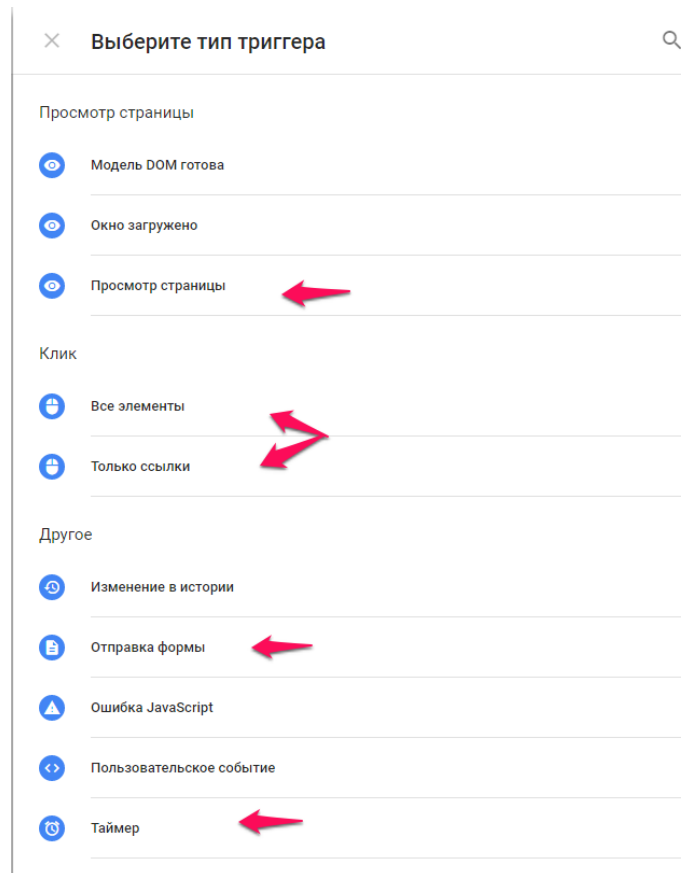 Выберите тип триггера
Просмотр страницы
Модель DOM готова
Окно загружено
Просмотр страницы
Клик
Все элементы
Только ссылки
Другое
Изменение в истории
Отправка формы
Ошибка JavaScript
Пользовательское событие
Таймер